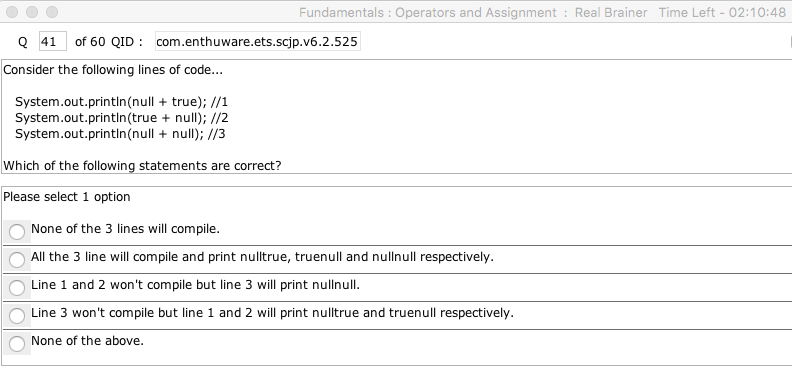 Fundamentals : Operators and Assignment : Real Brainer Time Left - 02:10:48
Q 41 of 60 QID : com.enthuware.ets.scjp.v6.2.525
Consider the following lines of code...
System.out.println(null + true); //1
System.out.println(true + null); //2
System.out.println(null + null); //3
Which of the following statements are correct?
Please select 1 option
None of the 3 lines will compile.
All the 3 line will compile and print nulltrue, truenull and nullnull respectively.
Line 1 and 2 won't compile but line 3 will print nullnull.
Line 3 won't compile but line 1 and 2 will print nulltrue and truenull respectively.
None of the above.